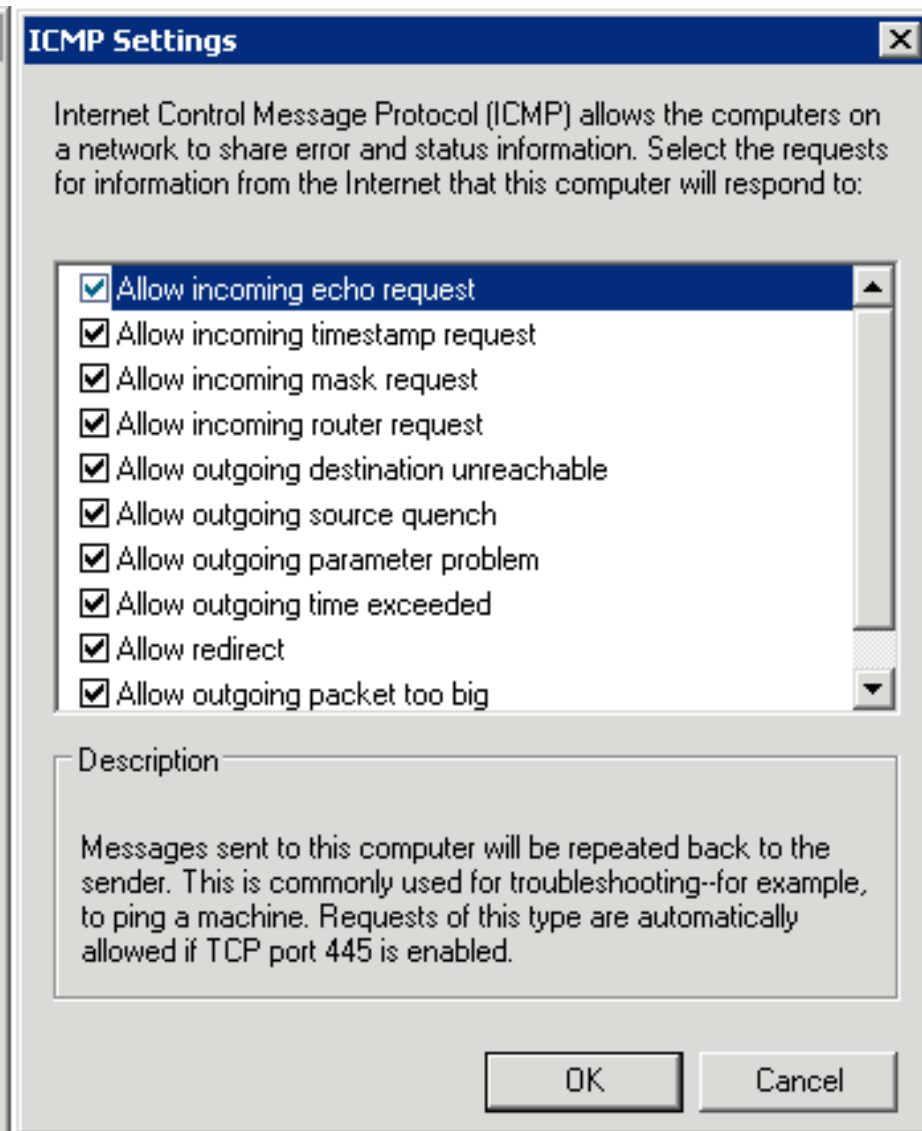 ICMP Settings
Internet Control Message Protocol (ICMP) allows the computers on
a network to share error and status information. Select the requests
for information from the Internet that this computer will respond to:
Allow incoming echo request
Allow incoming timestamp request
Allow incoming mask request
Allow incoming router request
Allow outgoing destination unreachable
Allow outgoing source quench
Allow outgoing parameter problem
Allow outgoing time exceeded
Allow redirect
Allow outgoing packet too big
Description
Messages sent to this computer will be repeated back to the
sender. This is commonly used for troubleshooting--for example,
to ping a machine. Requests of this type are automatically
allowed if TCP port 445 is enabled.
OK
Cancel